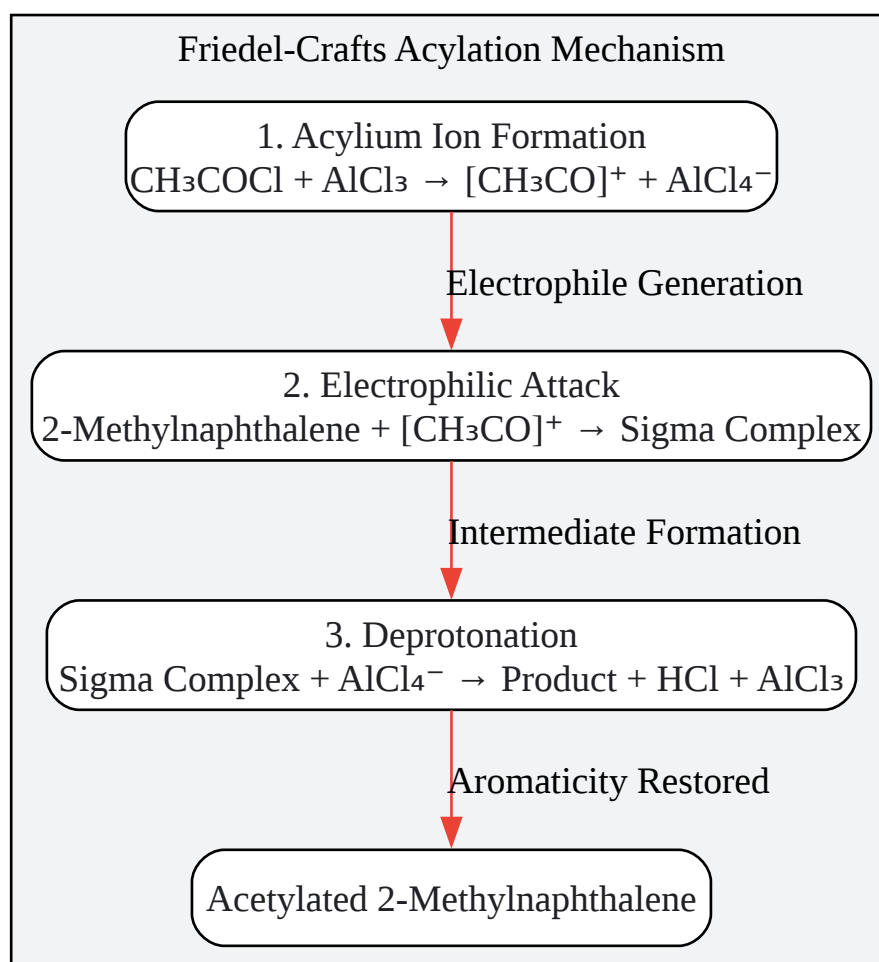 Friedel-Crafts Acylation Mechanism
1. Acylium Ion Formation
CH₃COCl + AlCl₃ → [CH₃CO]⁺ + AlCl₄⁻
Electrophile Generation
2. Electrophilic Attack
2-Methylnaphthalene + [CH₃CO]⁺ → Sigma Complex
Intermediate Formation
3. Deprotonation
Sigma Complex + AlCl₄⁻ → Product + HCl + AlCl₃
Aromaticity Restored
Acetylated 2-Methylnaphthalene